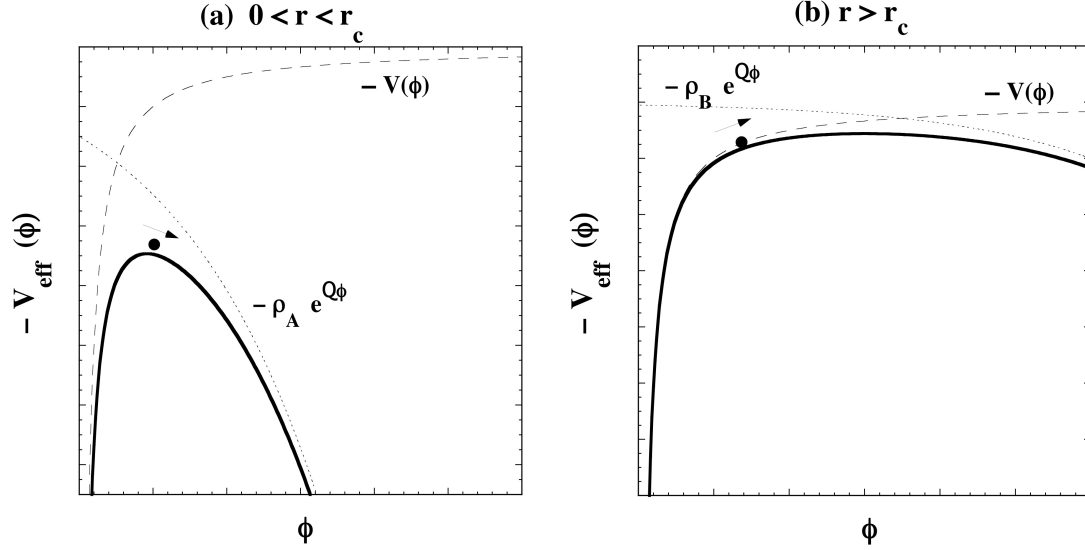 (a) 0 < r < r_c
− V(ϕ)
− ρ_A e^{Qϕ}
− V_eff (ϕ)
ϕ
(b) r > r_c
− ρ_B e^{Qϕ}
− V(ϕ)
− V_eff (ϕ)
ϕ